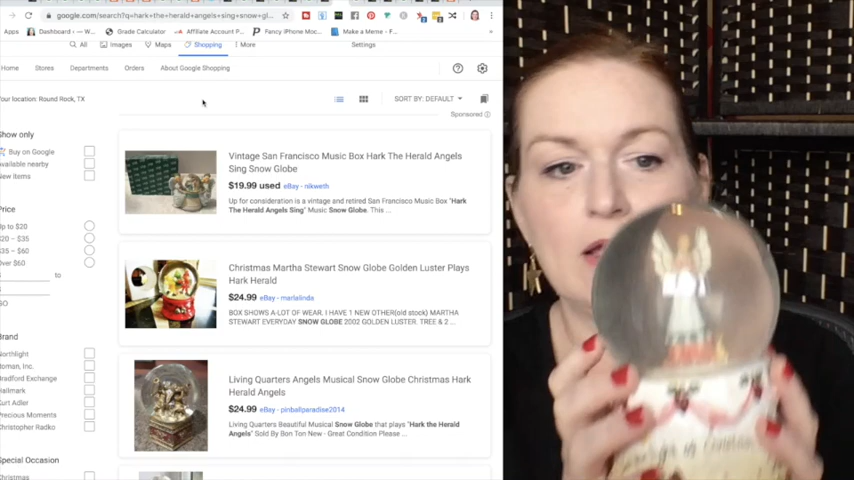 google.com/search?q=hark+the+herald+angels+sing+snow+gl...
Apps
Dashboard – W...
Grade Calculator
Affiliate Account P...
Fancy iPhone Moc...
Make a Meme - F...
All
Images
Maps
Shopping
More
Settings
Home
Stores
Departments
Orders
About Google Shopping
our location: Round Rock, TX
SORT BY: DEFAULT
Sponsored
Show only
Buy on Google
available nearby
New items
Price
Up to $20
$20 – $35
$35 – $60
Over $60
$
to
$
GO
Brand
Northlight
Roman, Inc.
Bradford Exchange
Hallmark
Kurt Adler
Precious Moments
Christopher Radko
Special Occasion
Christmas
Vintage San Francisco Music Box Hark The Herald Angels
Sing Snow Globe
$19.99 used eBay - nikweth
Up for consideration is a vintage and retired San Francisco Music Box "Hark
The Herald Angels Sing" Music Snow Globe. This ...
Christmas Martha Stewart Snow Globe Golden Luster Plays
Hark Herald
$24.99 eBay - marlalinda
BOX SHOWS A-LOT OF WEAR. I HAVE 1 NEW OTHER(old stock) MARTHA
STEWART EVERYDAY SNOW GLOBE 2002 GOLDEN LUSTER. TREE & 2 ...
Living Quarters Angels Musical Snow Globe Christmas Hark
Herald Angels
$24.99 eBay - pinballparadise2014
Living Quarters Beautiful Musical Snow Globe that plays "Hark the Herald
Angels" Sold By Bon Ton New - Great Condition Please ...